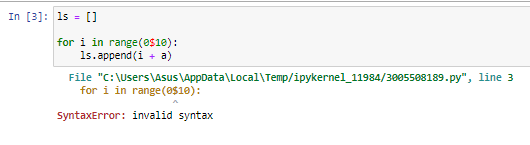 In [3]: ls = []
for i in range(0$10):
    ls.append(i + a)
File "C:\Users\Asus\AppData\Local\Temp/ipykernel_11984/3005508189.py", line 3
    for i in range(0$10):
^
SyntaxError: invalid syntax